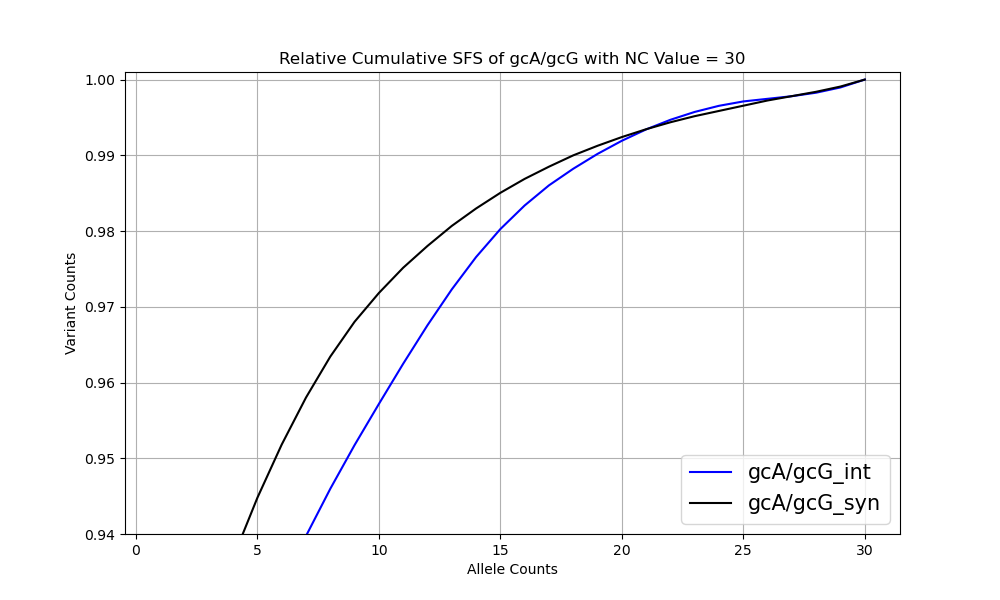 Relative Cumulative SFS of gcA/gcG with NC Value = 30
1.00
0.99
0.98
0.97
0.96
0.95
0.94
Variant Counts
gcA/gcG_int
gcA/gcG_syn
0 5 10 15 20 25 30
Allele Counts